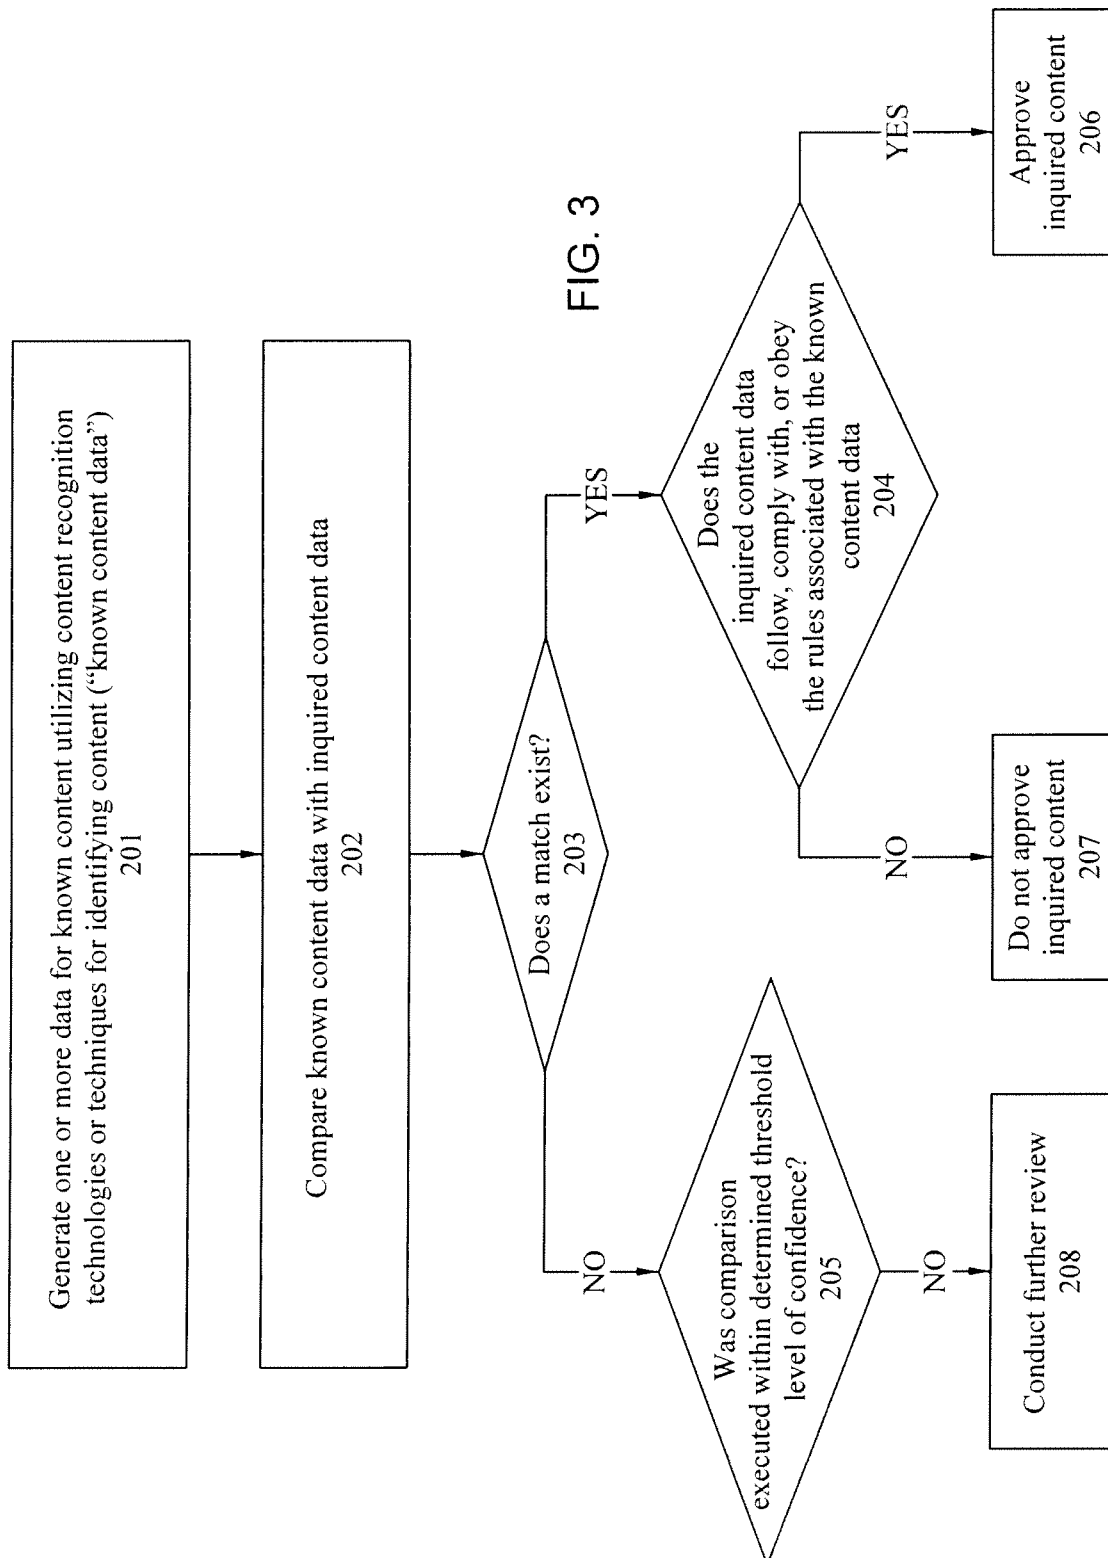 Generate one or more data for known content utilizing content recognition
technologies or techniques for identifying content (“known content data”)
201
Compare known content data with inquired content data
202
Does a match exist?
203
NO
YES
FIG. 3
Was comparison
executed within determined threshold
level of confidence?
205
Does the
inquired content data
follow, comply with, or obey
the rules associated with the known
content data
204
NO
NO
YES
Conduct further review
208
Do not approve
inquired content
207
Approve
inquired content
206